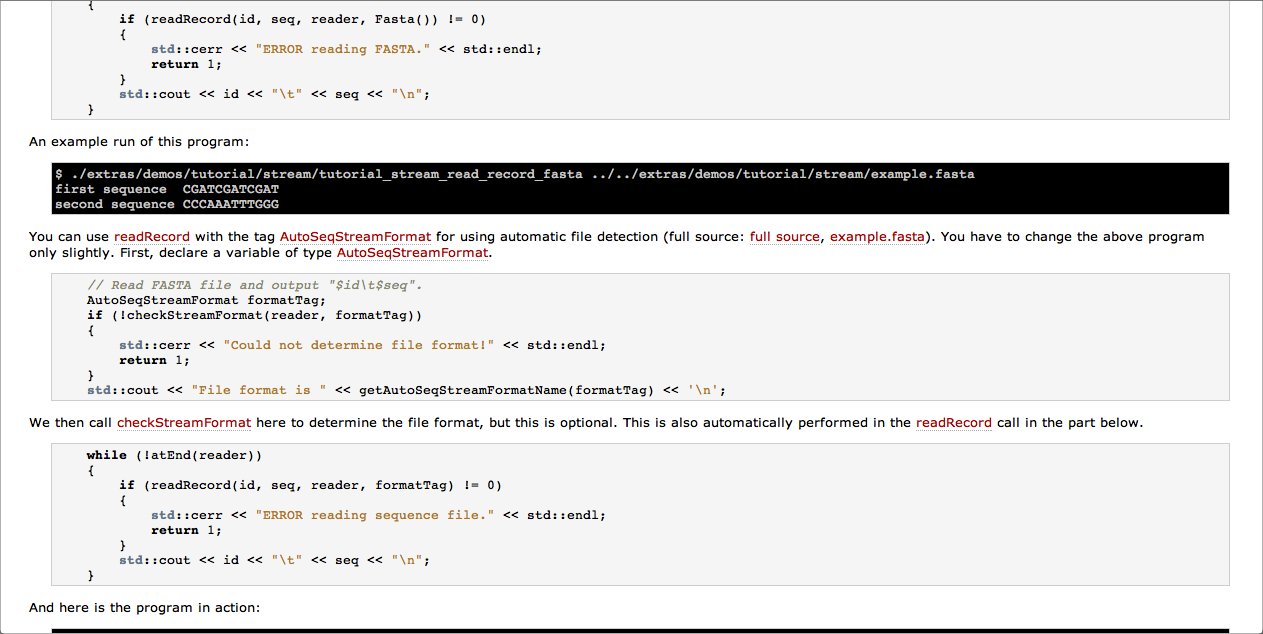 {
if (readRecord(id, seq, reader, Fasta()) != 0)
{
std::cerr << "ERROR reading FASTA." << std::endl;
return 1;
}
std::cout << id << "\t" << seq << "\n";
}
An example run of this program:
$ ./extras/demos/tutorial/stream/tutorial_stream_read_record_fasta ../../extras/demos/tutorial/stream/example.fasta
first sequence  CGATCGATCGAT
second sequence CCCAAATTTGGG
You can use readRecord with the tag AutoSeqStreamFormat for using automatic file detection (full source: full source, example.fasta). You have to change the above program
only slightly. First, declare a variable of type AutoSeqStreamFormat.
// Read FASTA file and output "$id\t$seq".
AutoSeqStreamFormat formatTag;
if (!checkStreamFormat(reader, formatTag))
{
std::cerr << "Could not determine file format!" << std::endl;
return 1;
}
std::cout << "File format is " << getAutoSeqStreamFormatName(formatTag) << '\n';
We then call checkStreamFormat here to determine the file format, but this is optional. This is also automatically performed in the readRecord call in the part below.
while (!atEnd(reader))
{
if (readRecord(id, seq, reader, formatTag) != 0)
{
std::cerr << "ERROR reading sequence file." << std::endl;
return 1;
}
std::cout << id << "\t" << seq << "\n";
}
And here is the program in action: